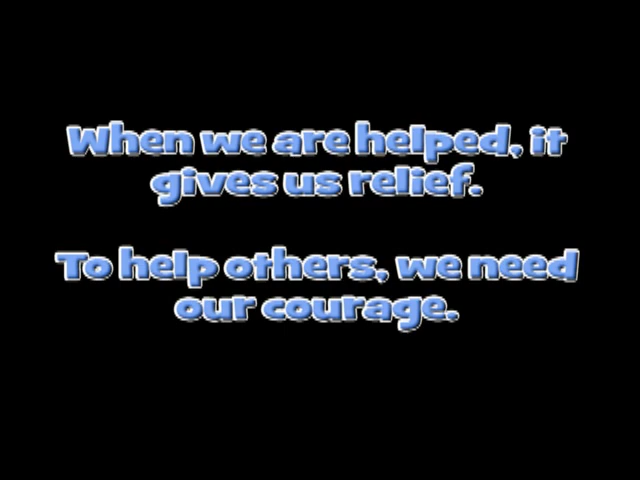 When we are helped, it
gives us relief.
To help others, we need
our courage.